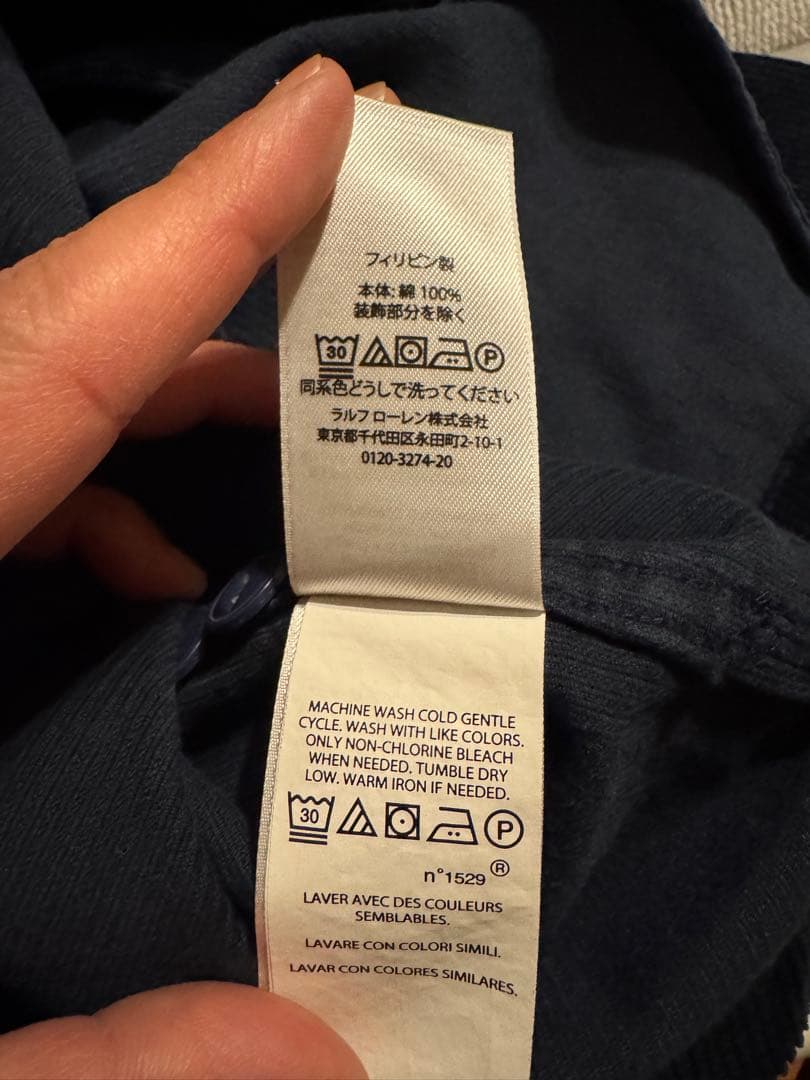 フィリピン製
本体: 綿 100%
装飾部分を除く
30 P
同系色どうしで洗ってください
ラルフ ローレン株式会社
東京都千代田区永田町2-10-1
0120-3274-20
MACHINE WASH COLD GENTLE
CYCLE. WASH WITH LIKE COLORS.
ONLY NON-CHLORINE BLEACH
WHEN NEEDED. TUMBLE DRY
LOW. WARM IRON IF NEEDED.
30 P
n°1529 ®
LAVER AVEC DES COULEURS
SEMBLABLES.
LAVARE CON COLORI SIMILI.
LAVAR CON COLORES SIMILARES.